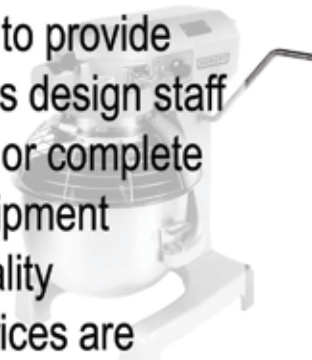 to provide
s design staff
or complete
ipment
ality
ices are